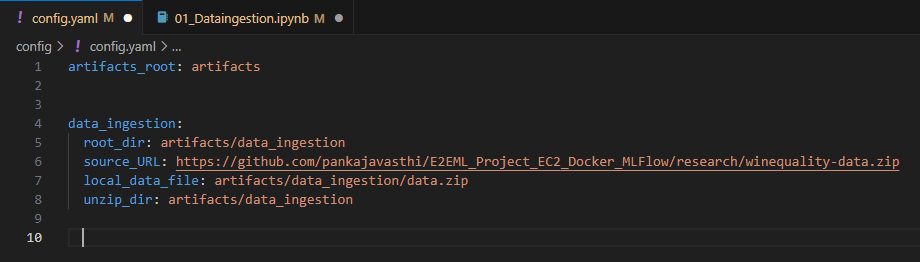 ! config.yaml M ● 01_Dataingestion.ipynb M ●
config > ! config.yaml > ...
1 artifacts_root: artifacts
2
3
4 data_ingestion:
5 root_dir: artifacts/data_ingestion
6 source_URL: https://github.com/pankajavasthi/E2EML_Project_EC2_Docker_MLFlow/research/winequality-data.zip
7 local_data_file: artifacts/data_ingestion/data.zip
8 unzip_dir: artifacts/data_ingestion
9
10